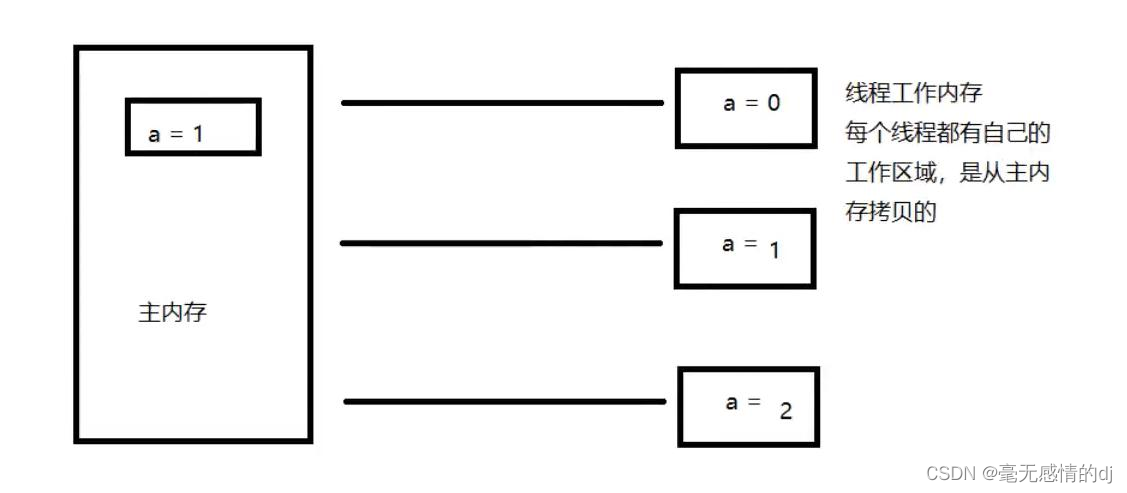 a = 1
主内存
a = 0
a = 1
a = 2
线程工作内存
每个线程都有自己的
工作区域，是从主内
存拷贝的
CSDN @毫无感情的dj